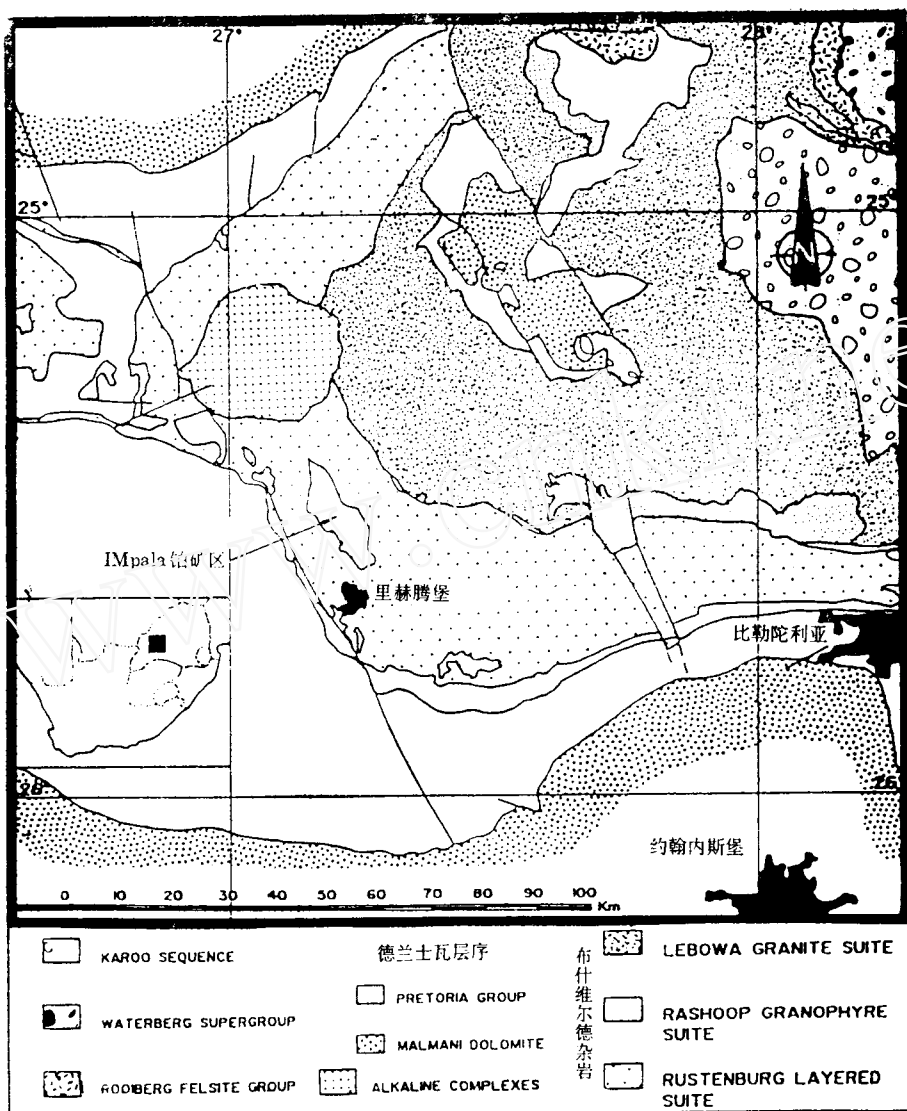 27°
25°
25°
IMpala铂矿区
里赫腾堡
比勒陀利亚
26°
26
约翰内斯堡
0 10 20 30 40 50 60 70 80 90 100
Km
KAROO SEQUENCE
WATERBERG SUPERGROUP
ROOIBERG FELSITE GROUP
德兰士瓦层序
PRETORIA GROUP
MALMANI DOLOMITE
ALKALINE COMPLEXES
布什维尔德杂岩
LEBOWA GRANITE SUITE
RASHOOP GRANOPHYRE
SUITE
RUSTENBURG LAYERED
SUITE